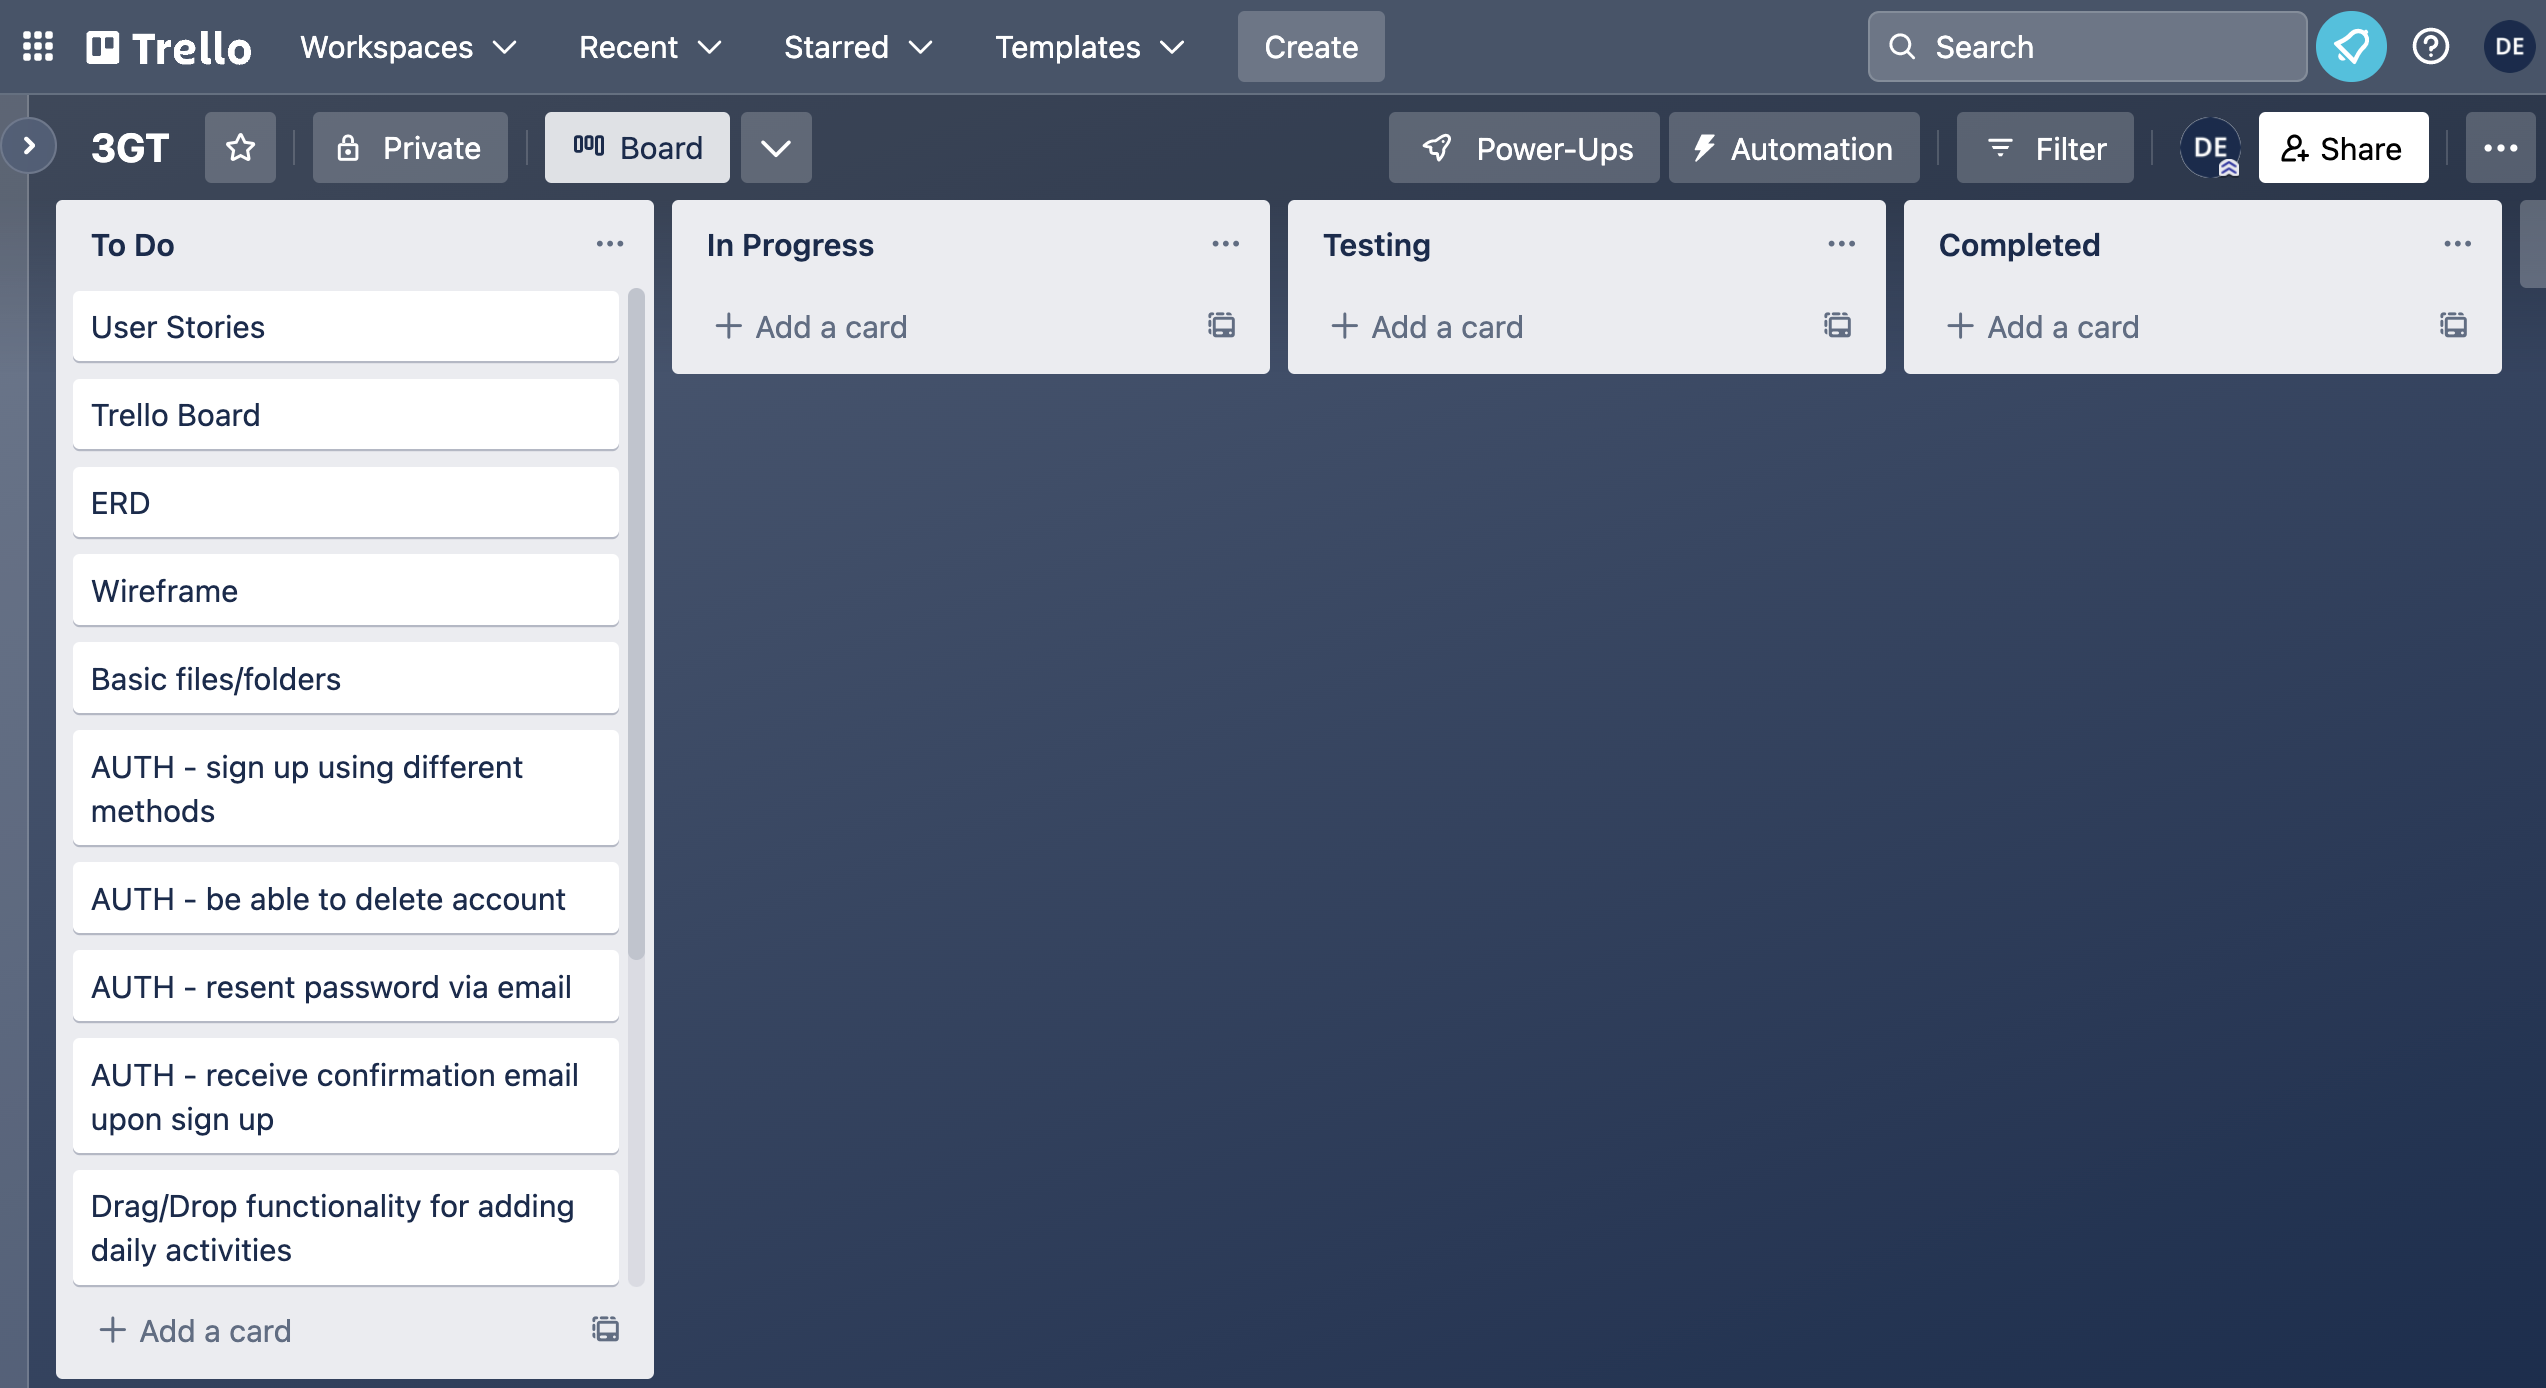 Trello Workspaces Recent Starred Templates Create Search DE
3GT Private Board Power-Ups Automation Filter DE Share
To Do
User Stories
Trello Board
ERD
Wireframe
Basic files/folders
AUTH - sign up using different
methods
AUTH - be able to delete account
AUTH - resent password via email
AUTH - receive confirmation email
upon sign up
Drag/Drop functionality for adding
daily activities
+ Add a card
In Progress
+ Add a card
Testing
+ Add a card
Completed
+ Add a card